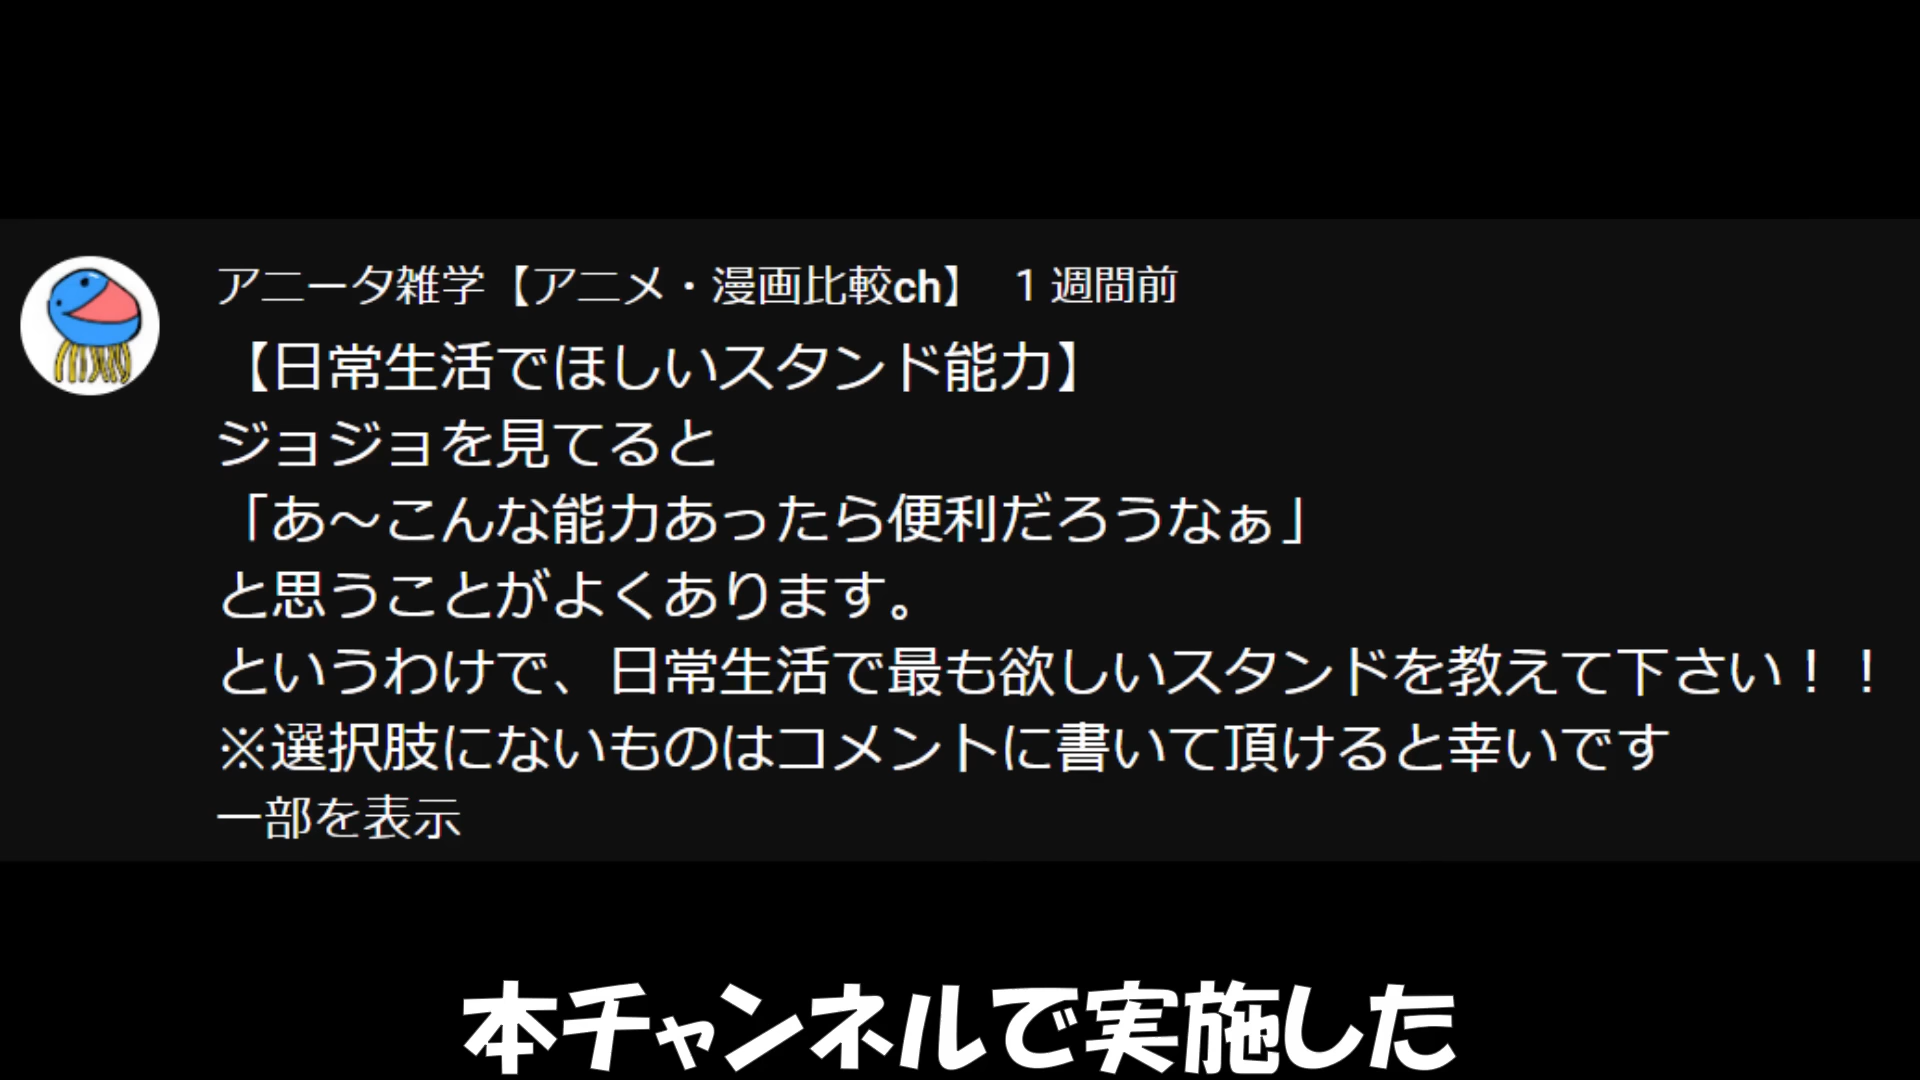 アニータ雑学【アニメ・漫画比較ch】 1 週間前
【日常生活でほしいスタンド能力】
ジョジョを見てると
「あ～こんな能力あったら便利だろうなぁ」
と思うことがよくあります。
というわけで、日常生活で最も欲しいスタンドを教えて下さい！！
※選択肢にないものはコメントに書いて頂けると幸いです
一部を表示
本チャンネルで実施した